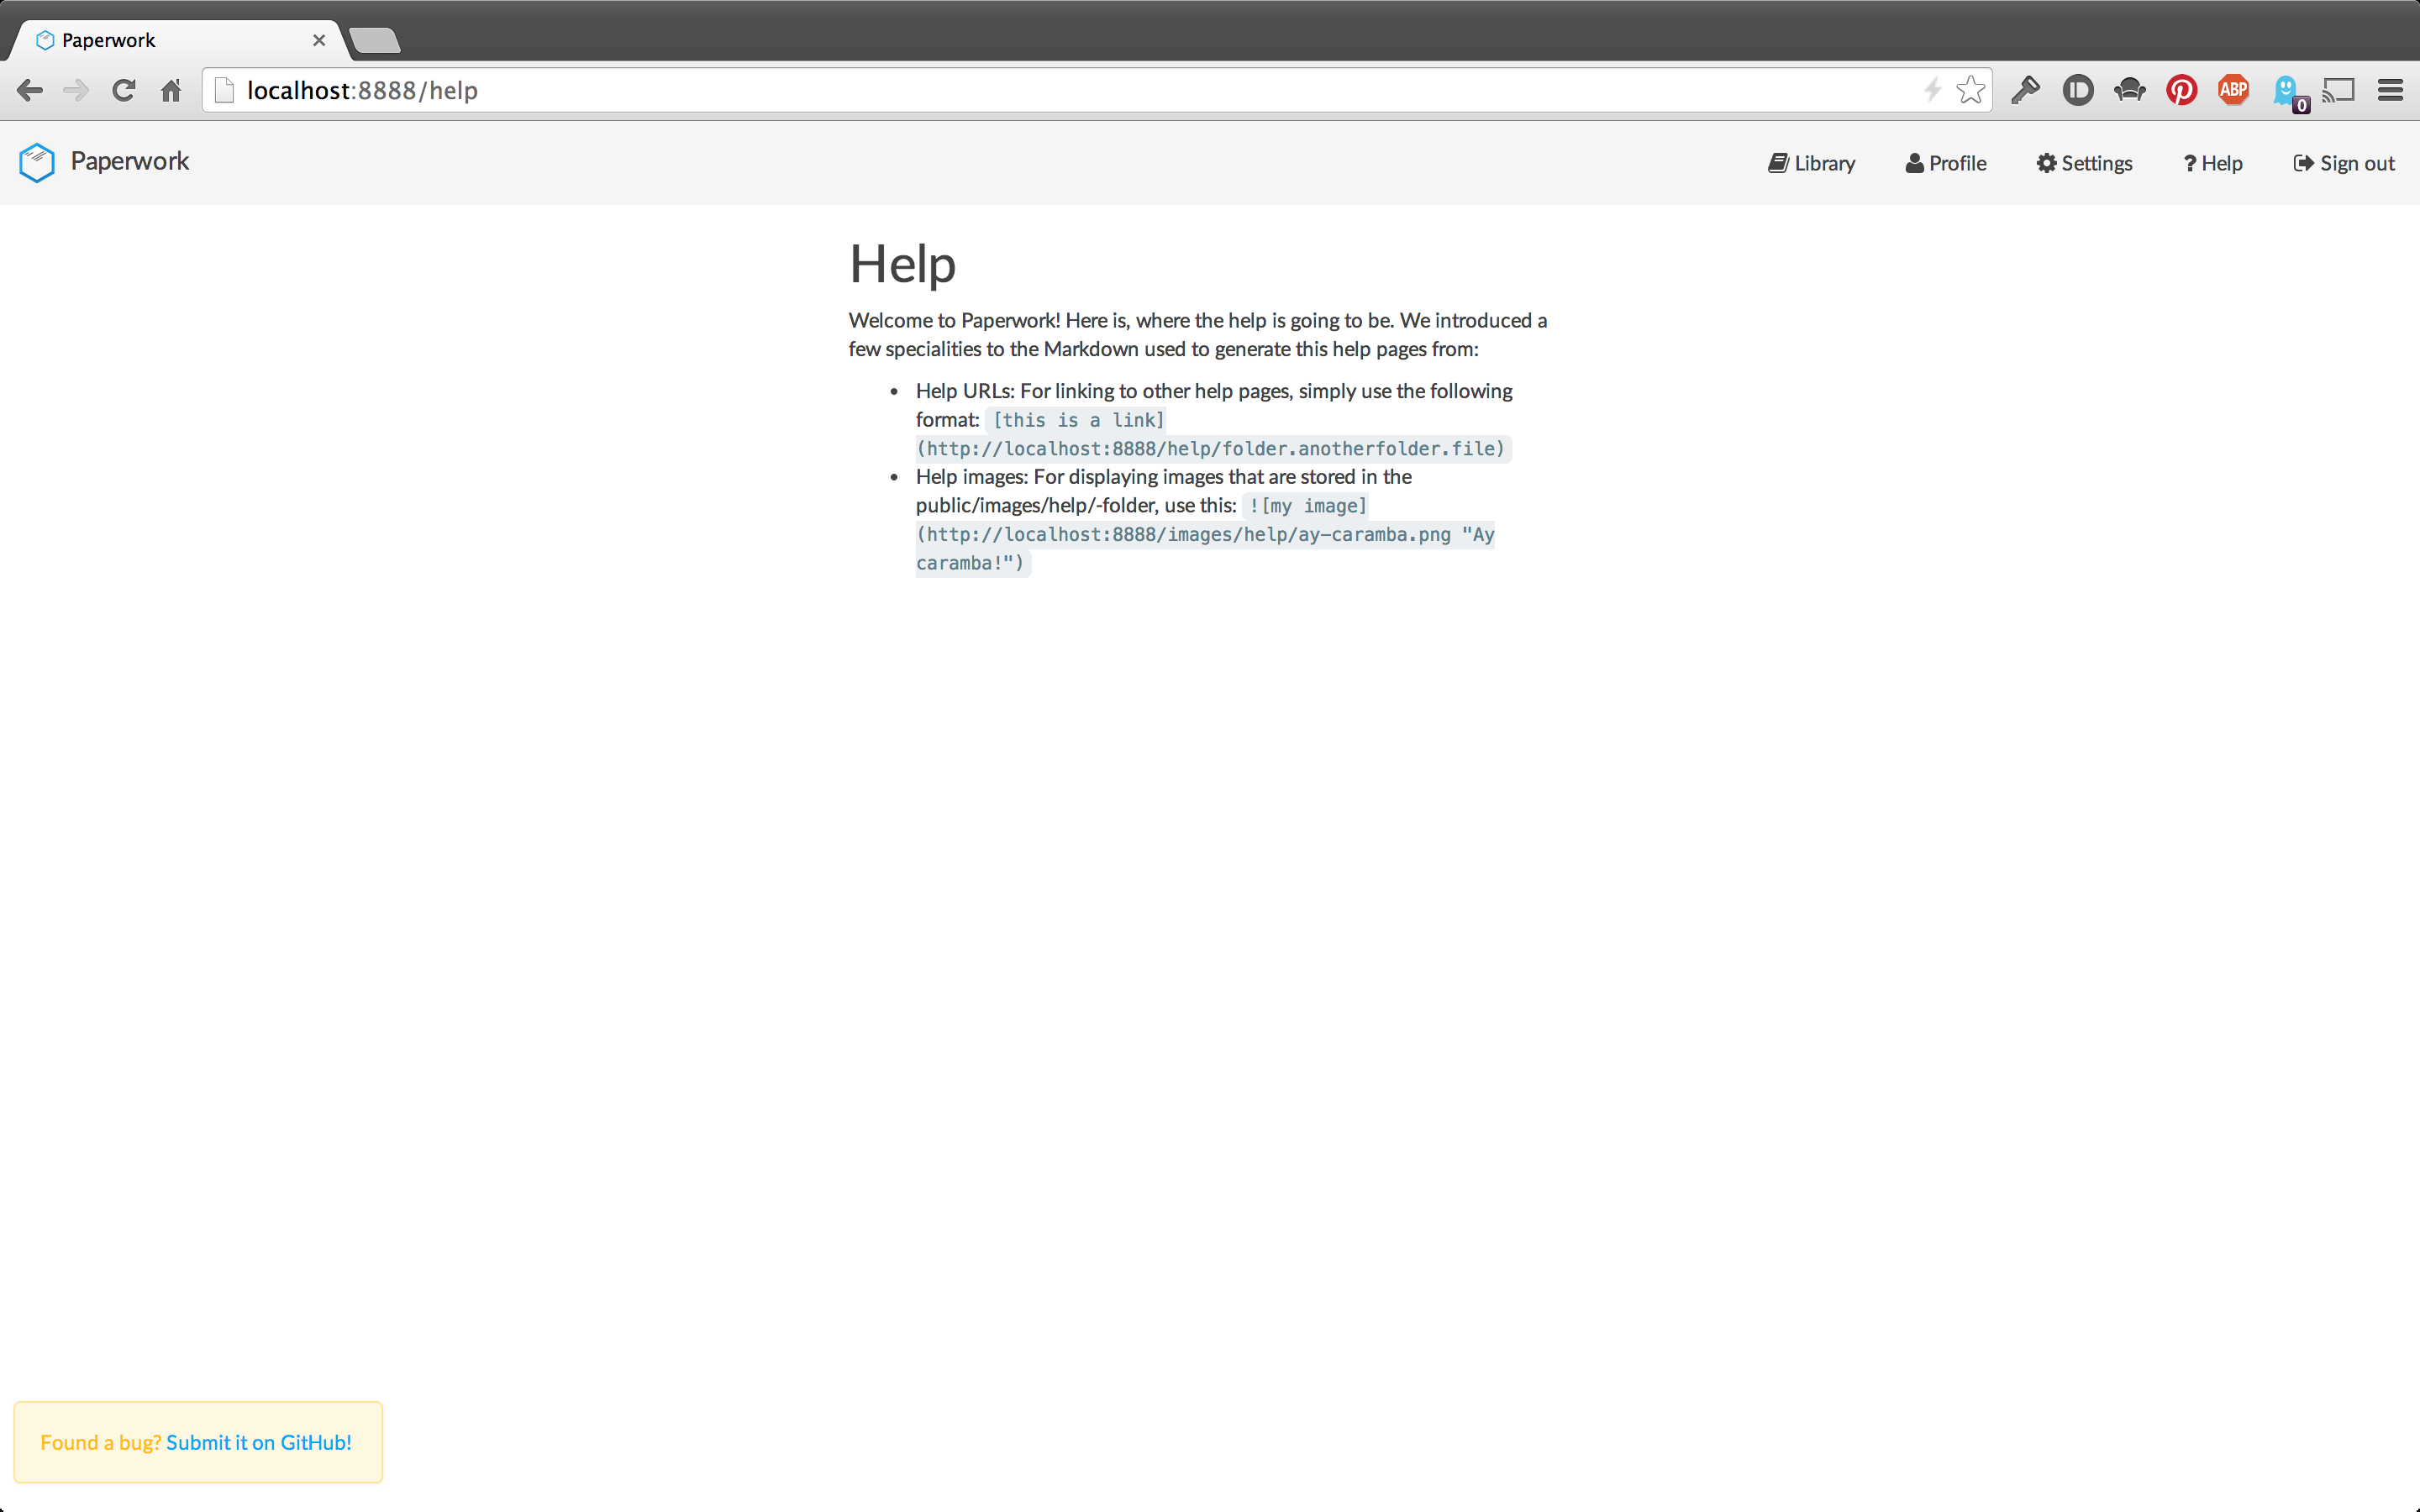 Paperwork
localhost:8888/help
ABP
0
Paperwork
Library
Profile
Settings
? Help
Sign out
Help
Welcome to Paperwork! Here is, where the help is going to be. We introduced a
few specialities to the Markdown used to generate this help pages from:
• Help URLs: For linking to other help pages, simply use the following
format: [this is a link]
(http://localhost:8888/help/folder.anotherfolder.file)
• Help images: For displaying images that are stored in the
public/images/help/-folder, use this: ![my image]
(http://localhost:8888/images/help/ay-caramba.png "Ay
caramba!")
Found a bug? Submit it on GitHub!